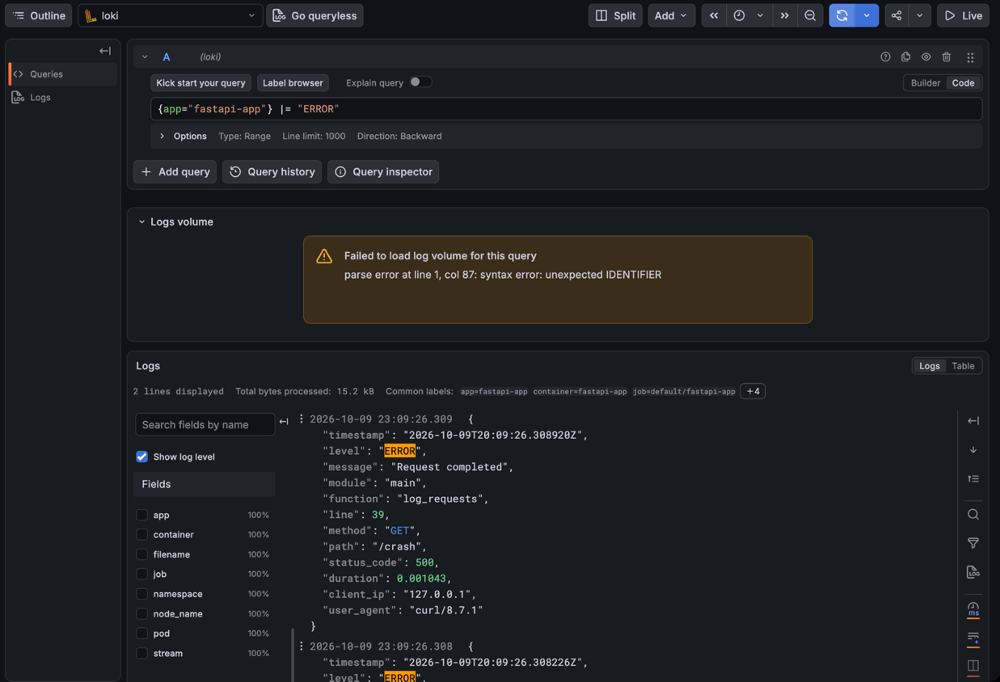 Outline loki Go queryless Split Add Live
Queries
Logs
A (loki)
Kick start your query Label browser Explain query Builder Code
{app="fastapi-app"} |= "ERROR"
Options Type: Range Line limit: 1000 Direction: Backward
Add query Query history Query inspector
Logs volume
Failed to load log volume for this query
parse error at line 1, col 87: syntax error: unexpected IDENTIFIER
Logs Logs Table
2 lines displayed Total bytes processed: 15.2 kB Common labels: app=fastapi-app container=fastapi-app job=default/fastapi-app +4
Search fields by name
Show log level
Fields
app 100%
container 100%
filename 100%
job 100%
namespace 100%
node_name 100%
pod 100%
stream 100%
2026-10-09 23:09:26.309 {
"timestamp": "2026-10-09T20:09:26.308920Z",
"level": "ERROR",
"message": "Request completed",
"module": "main",
"function": "log_requests",
"line": 39,
"method": "GET",
"path": "/crash",
"status_code": 500,
"duration": 0.001043,
"client_ip": "127.0.0.1",
"user_agent": "curl/8.7.1"
}
2026-10-09 23:09:26.308 {
"timestamp": "2026-10-09T20:09:26.308226Z",
"level": "ERROR",
LOG
ms